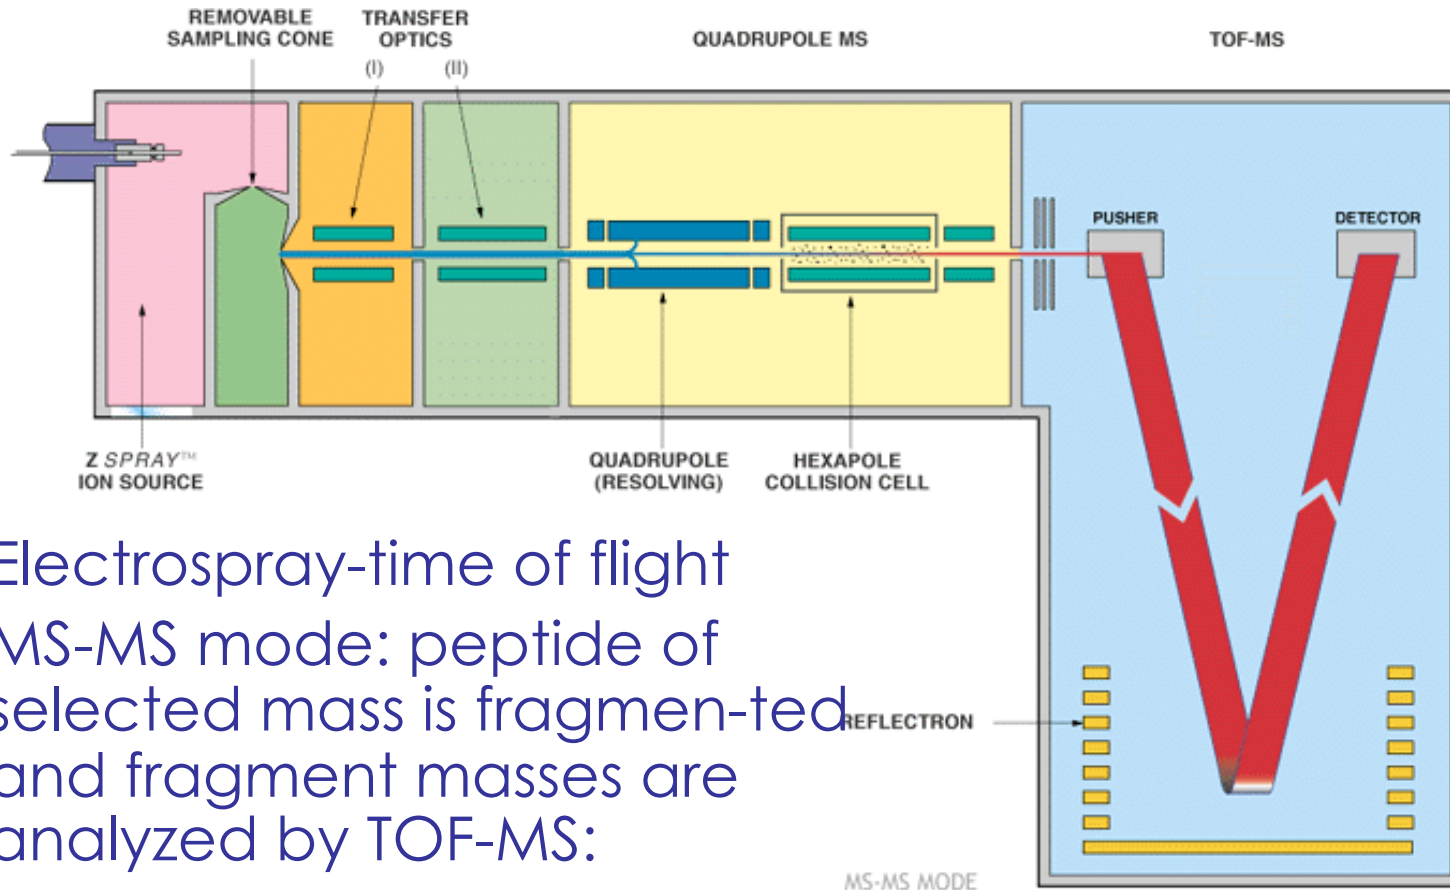 REMOVABLE
SAMPLING CONE
TRANSFER
OPTICS
(I)
(II)
QUADRUPOLE MS
TOF-MS
PUSHER
DETECTOR
Z SPRAY™
ION SOURCE
QUADRUPOLE
(RESOLVING)
HEXAPOLE
COLLISION CELL
Electrospray-time of flight
MS-MS mode: peptide of
selected mass is fragmen-ted
and fragment masses are
analyzed by TOF-MS:
REFLECTRON
MS-MS MODE